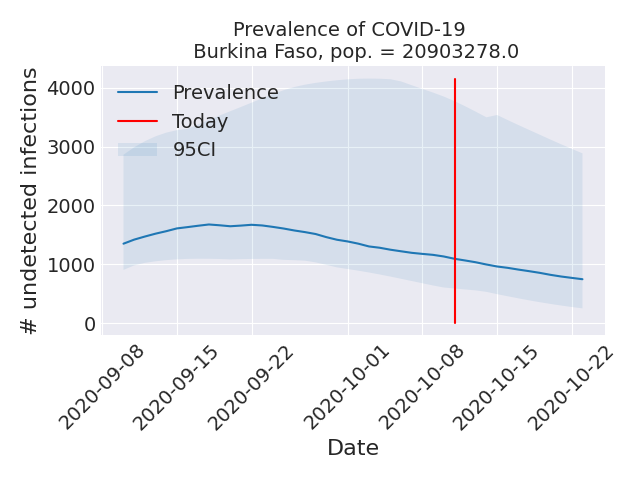 Prevalence of COVID-19
Burkina Faso, pop. = 20903278.0
# undetected infections
4000
3000
2000
1000
0
Prevalence
Today
95CI
2020-09-08
2020-09-15
2020-09-22
2020-10-01
2020-10-08
2020-10-15
2020-10-22
Date